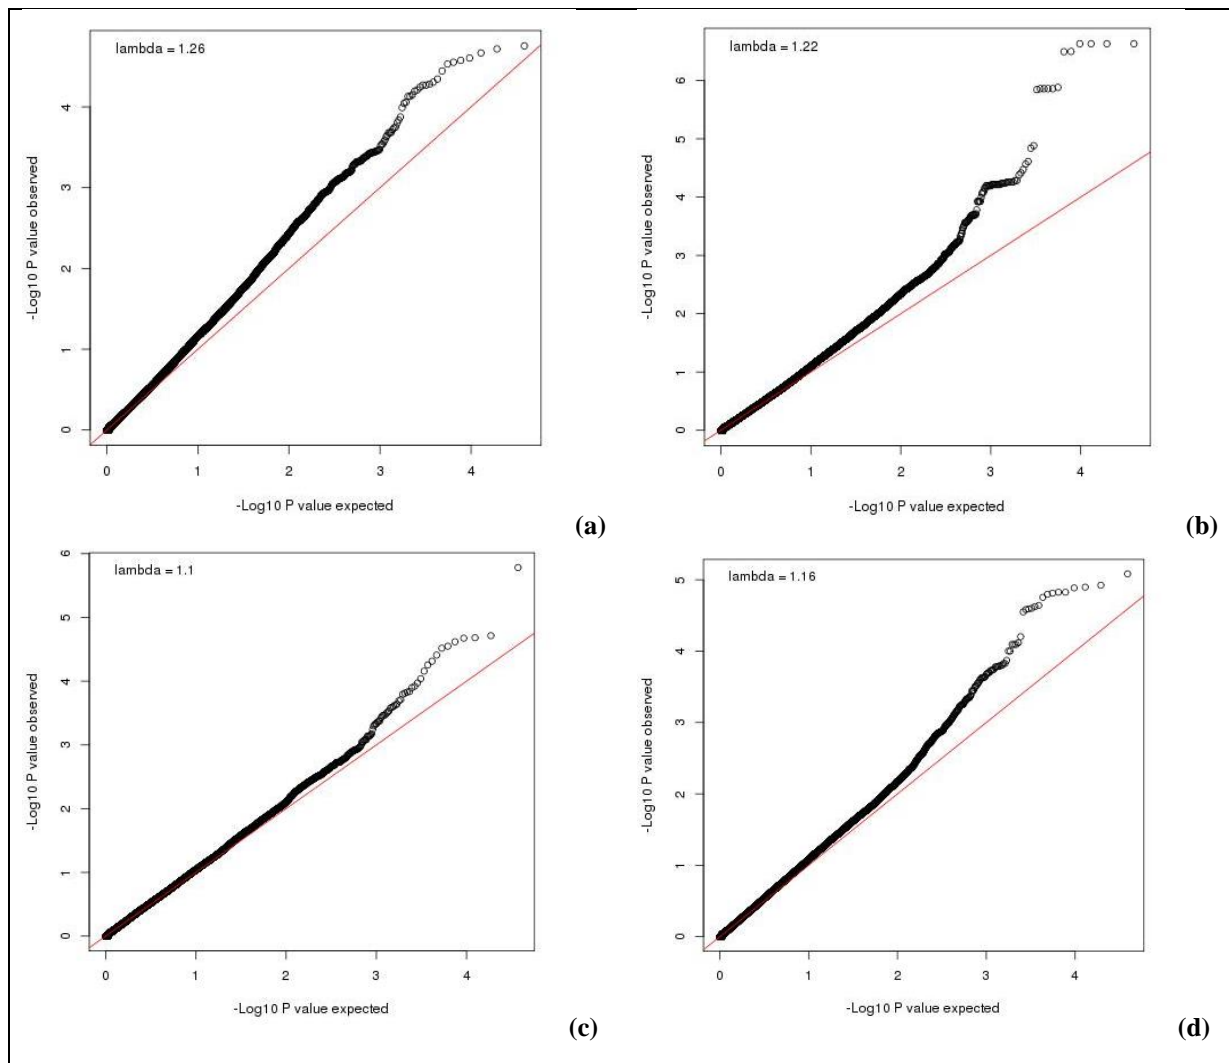 lambda = 1.26
-Log10 P value observed
4
3
2
1
0
0 1 2 3 4
-Log10 P value expected
(a)
lambda = 1.22
-Log10 P value observed
6
5
4
3
2
1
0
0 1 2 3 4
-Log10 P value expected
(b)
lambda = 1.1
-Log10 P value observed
6
5
4
3
2
1
0
0 1 2 3 4
-Log10 P value expected
(c)
lambda = 1.16
-Log10 P value observed
5
4
3
2
1
0
0 1 2 3 4
-Log10 P value expected
(d)